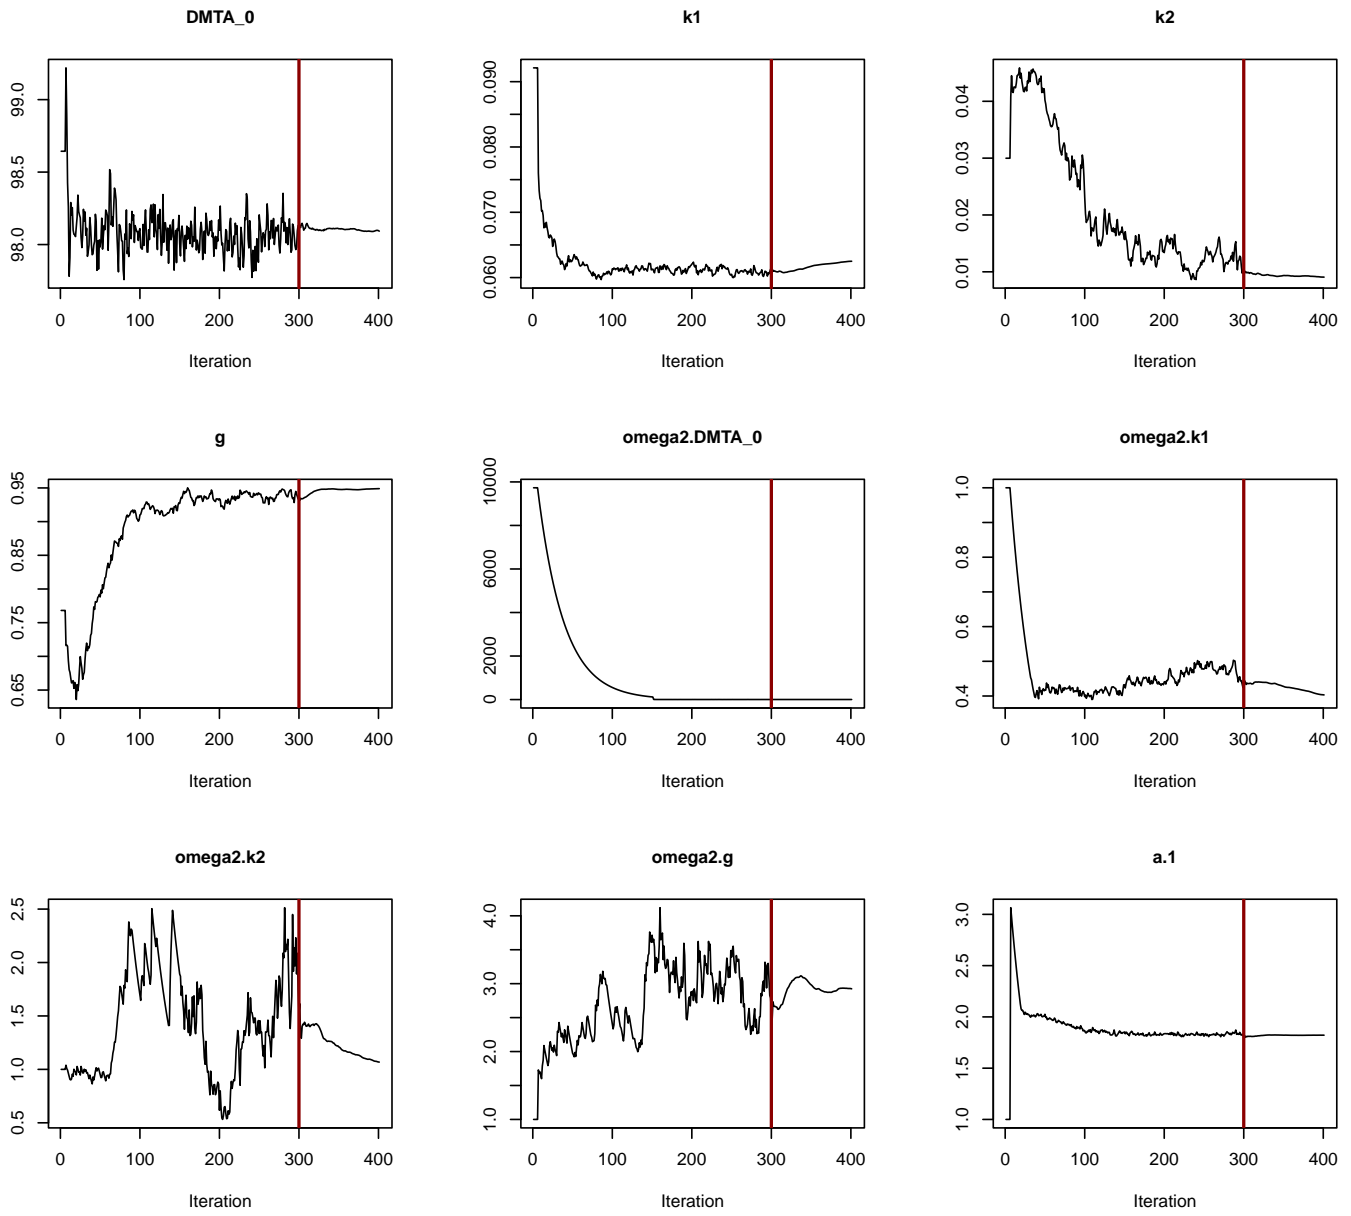 DMTA_0
k1
k2
98.0 98.5 99.0
0.060 0.070 0.080 0.090
0.01 0.02 0.03 0.04
0 100 200 300 400
0 100 200 300 400
0 100 200 300 400
Iteration
Iteration
Iteration
g
omega2.DMTA_0
omega2.k1
0.65 0.75 0.85 0.95
0 2000 6000 10000
0.4 0.6 0.8 1.0
0 100 200 300 400
0 100 200 300 400
0 100 200 300 400
Iteration
Iteration
Iteration
omega2.k2
omega2.g
a.1
0.5 1.0 1.5 2.0 2.5
1.0 2.0 3.0 4.0
1.0 1.5 2.0 2.5 3.0
0 100 200 300 400
0 100 200 300 400
0 100 200 300 400
Iteration
Iteration
Iteration